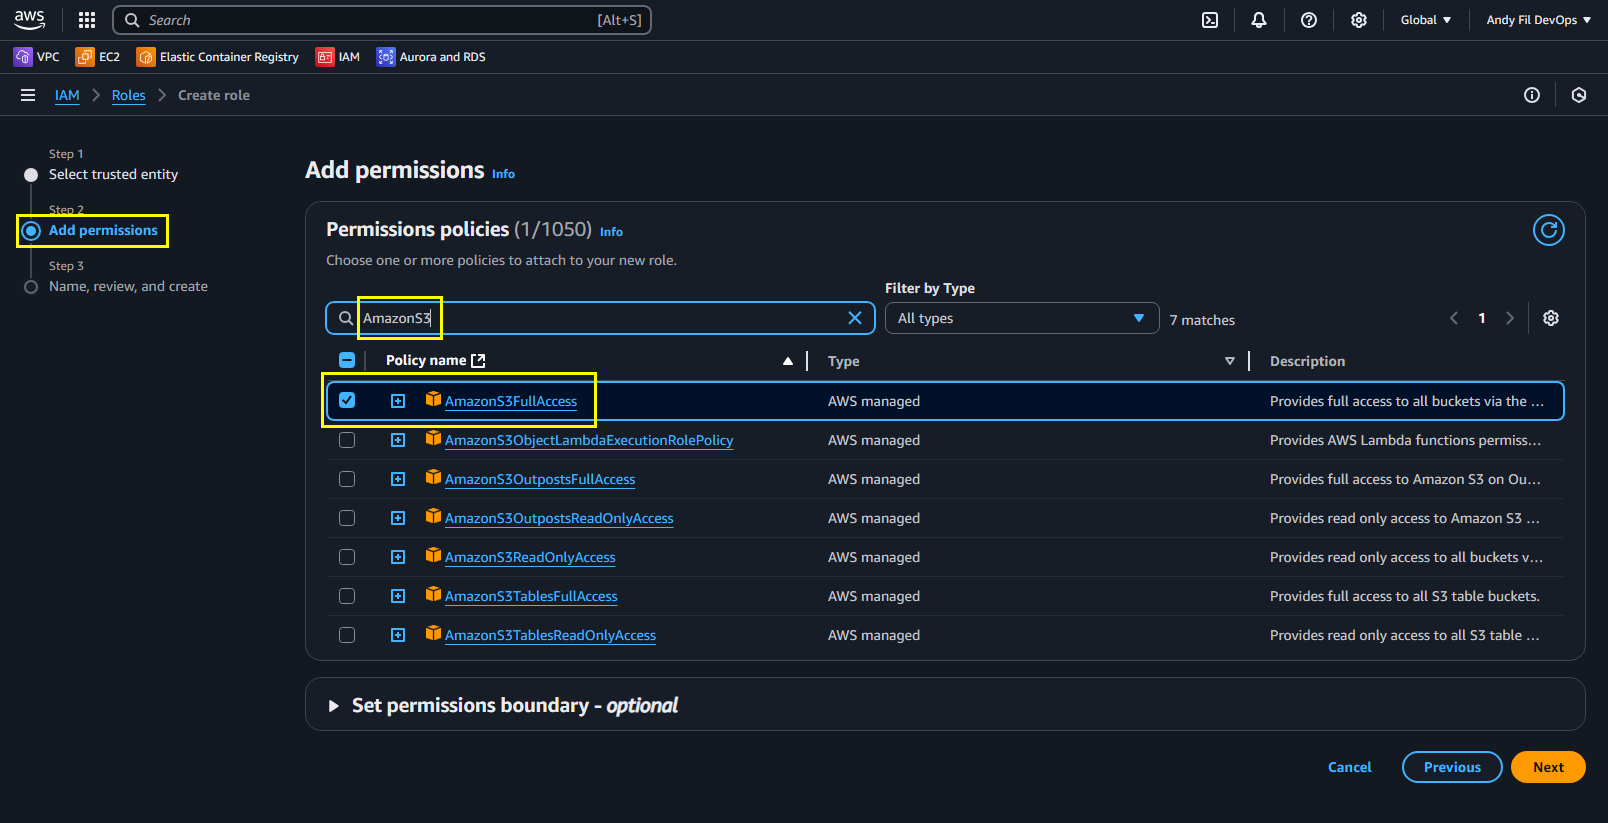 aws
Search [Alt+S] Global Andy Fil DevOps
VPC EC2 Elastic Container Registry IAM Aurora and RDS
IAM Roles Create role
Step 1
Select trusted entity
Step 2
Add permissions
Step 3
Name, review, and create
Add permissions Info
Permissions policies (1/1050) Info
Choose one or more policies to attach to your new role.
Filter by Type
AmazonS3 All types 7 matches 1
Policy name Type Description
AmazonS3FullAccess AWS managed Provides full access to all buckets via the ...
AmazonS3ObjectLambdaExecutionRolePolicy AWS managed Provides AWS Lambda functions permiss...
AmazonS3OutpostsFullAccess AWS managed Provides full access to Amazon S3 on Ou...
AmazonS3OutpostsReadOnlyAccess AWS managed Provides read only access to Amazon S3 ...
AmazonS3ReadOnlyAccess AWS managed Provides read only access to all buckets v...
AmazonS3TablesFullAccess AWS managed Provides full access to all S3 table buckets.
AmazonS3TablesReadOnlyAccess AWS managed Provides read only access to all S3 table ...
Set permissions boundary - optional
Cancel Previous Next